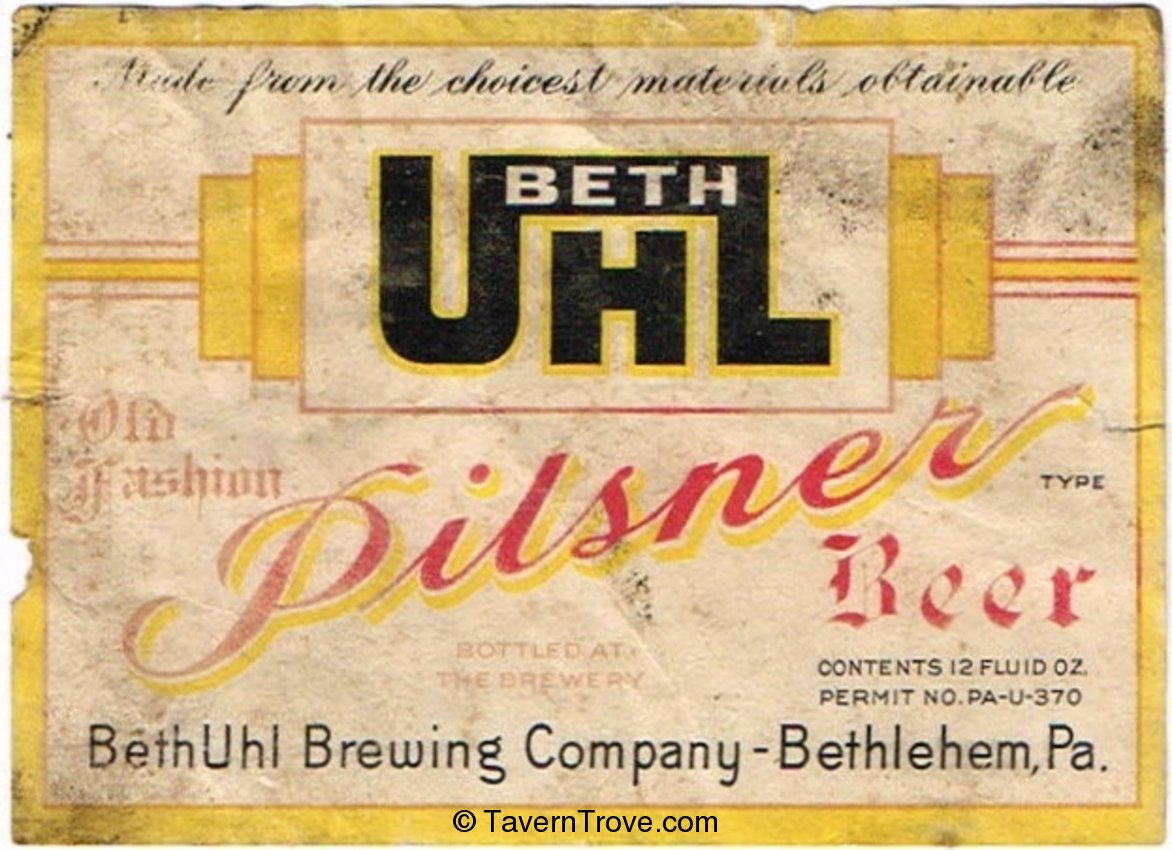 Made from the choicest materials obtainable
BETH
UHL
Old
Fashion
Pilsner
TYPE
Beer
BOTTLED AT
THE BREWERY
CONTENTS 12 FLUID OZ.
PERMIT NO. PA-U-370
BethUhl Brewing Company - Bethlehem, Pa.
© TavernTrove.com